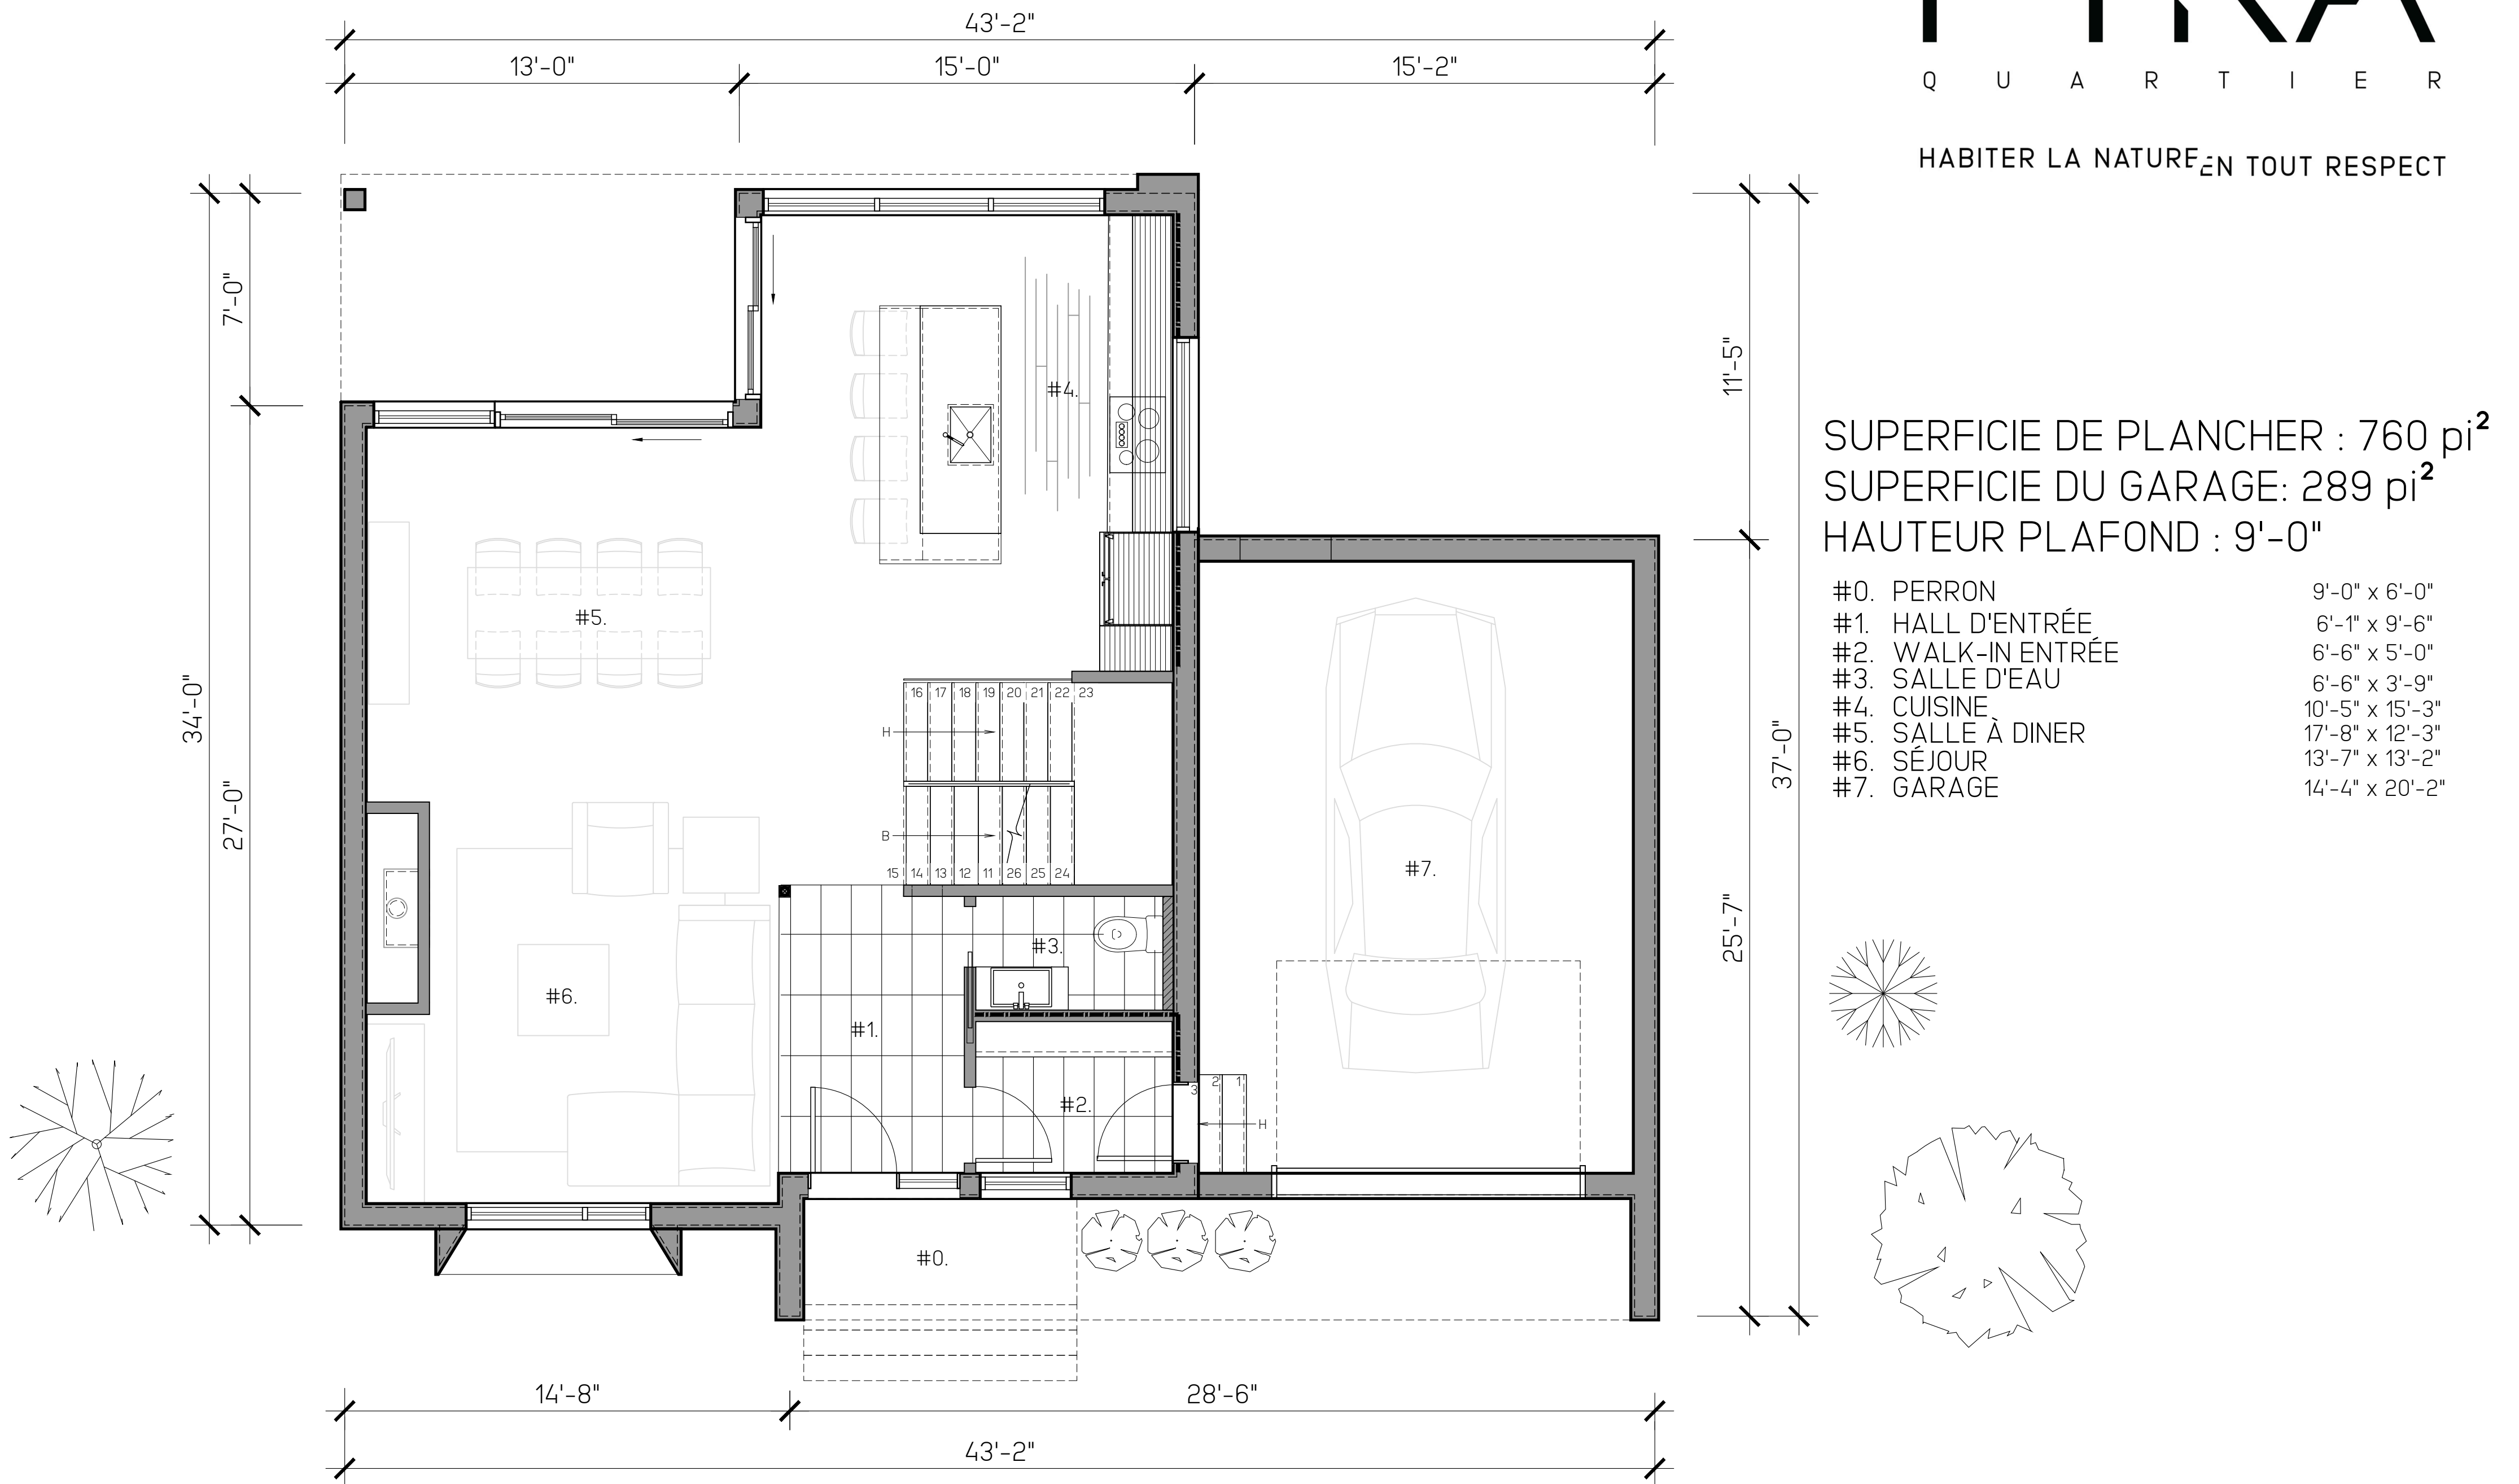 43'-2"
13'-0"
15'-0"
15'-2"
QUARTIER
HABITER LA NATURE EN TOUT RESPECT
7'-0"
34'-0"
27'-0"
11'-5"
37'-0"
25'-7"
SUPERFICIE DE PLANCHER : 760 pi²
SUPERFICIE DU GARAGE: 289 pi²
HAUTEUR PLAFOND : 9'-0"
#0. PERRON 9'-0" x 6'-0"
#1. HALL D'ENTRÉE 6'-1" x 9'-6"
#2. WALK-IN ENTRÉE 6'-6" x 5'-0"
#3. SALLE D'EAU 6'-6" x 3'-9"
#4. CUISINE 10'-5" x 15'-3"
#5. SALLE À DINER 17'-8" x 12'-3"
#6. SÉJOUR 13'-7" x 13'-2"
#7. GARAGE 14'-4" x 20'-2"
#4.
#5.
16 17 18 19 20 21 22 23
H
B
15 14 13 12 11 26 25 24
#7.
#3.
#6.
#1.
#2.
3 2 1
H
#0.
14'-8"
28'-6"
43'-2"